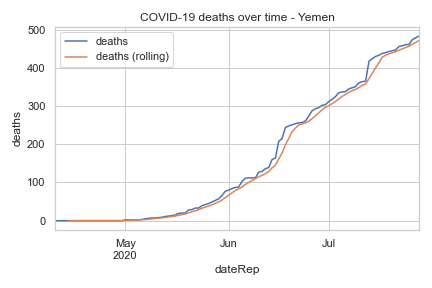 COVID-19 deaths over time - Yemen
deaths
deaths (rolling)
500
400
300
200
100
0
deaths
May
2020
Jun
Jul
dateRep